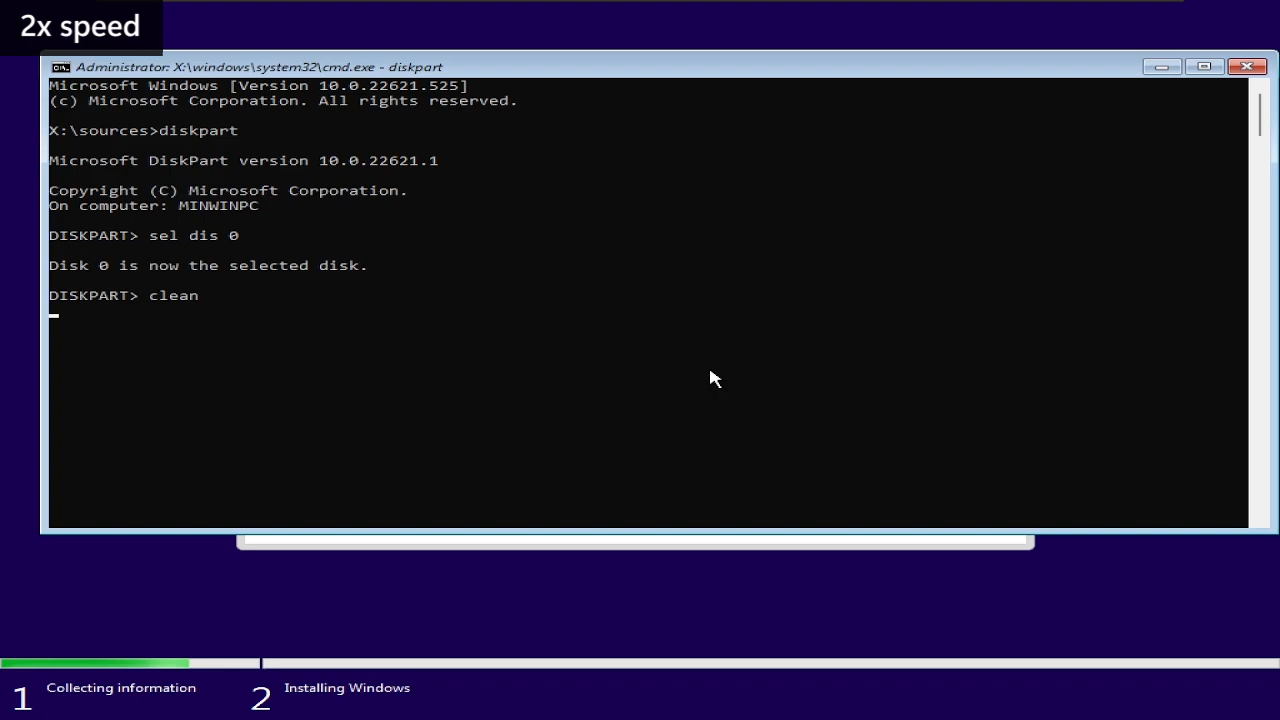 2x speed
Administrator: X:\windows\system32\cmd.exe - diskpart
Microsoft Windows [Version 10.0.22621.525]
(c) Microsoft Corporation. All rights reserved.
X:\sources>diskpart
Microsoft DiskPart version 10.0.22621.1
Copyright (C) Microsoft Corporation.
On computer: MINWINPC
DISKPART> sel dis 0
Disk 0 is now the selected disk.
DISKPART> clean
1 Collecting information
2 Installing Windows